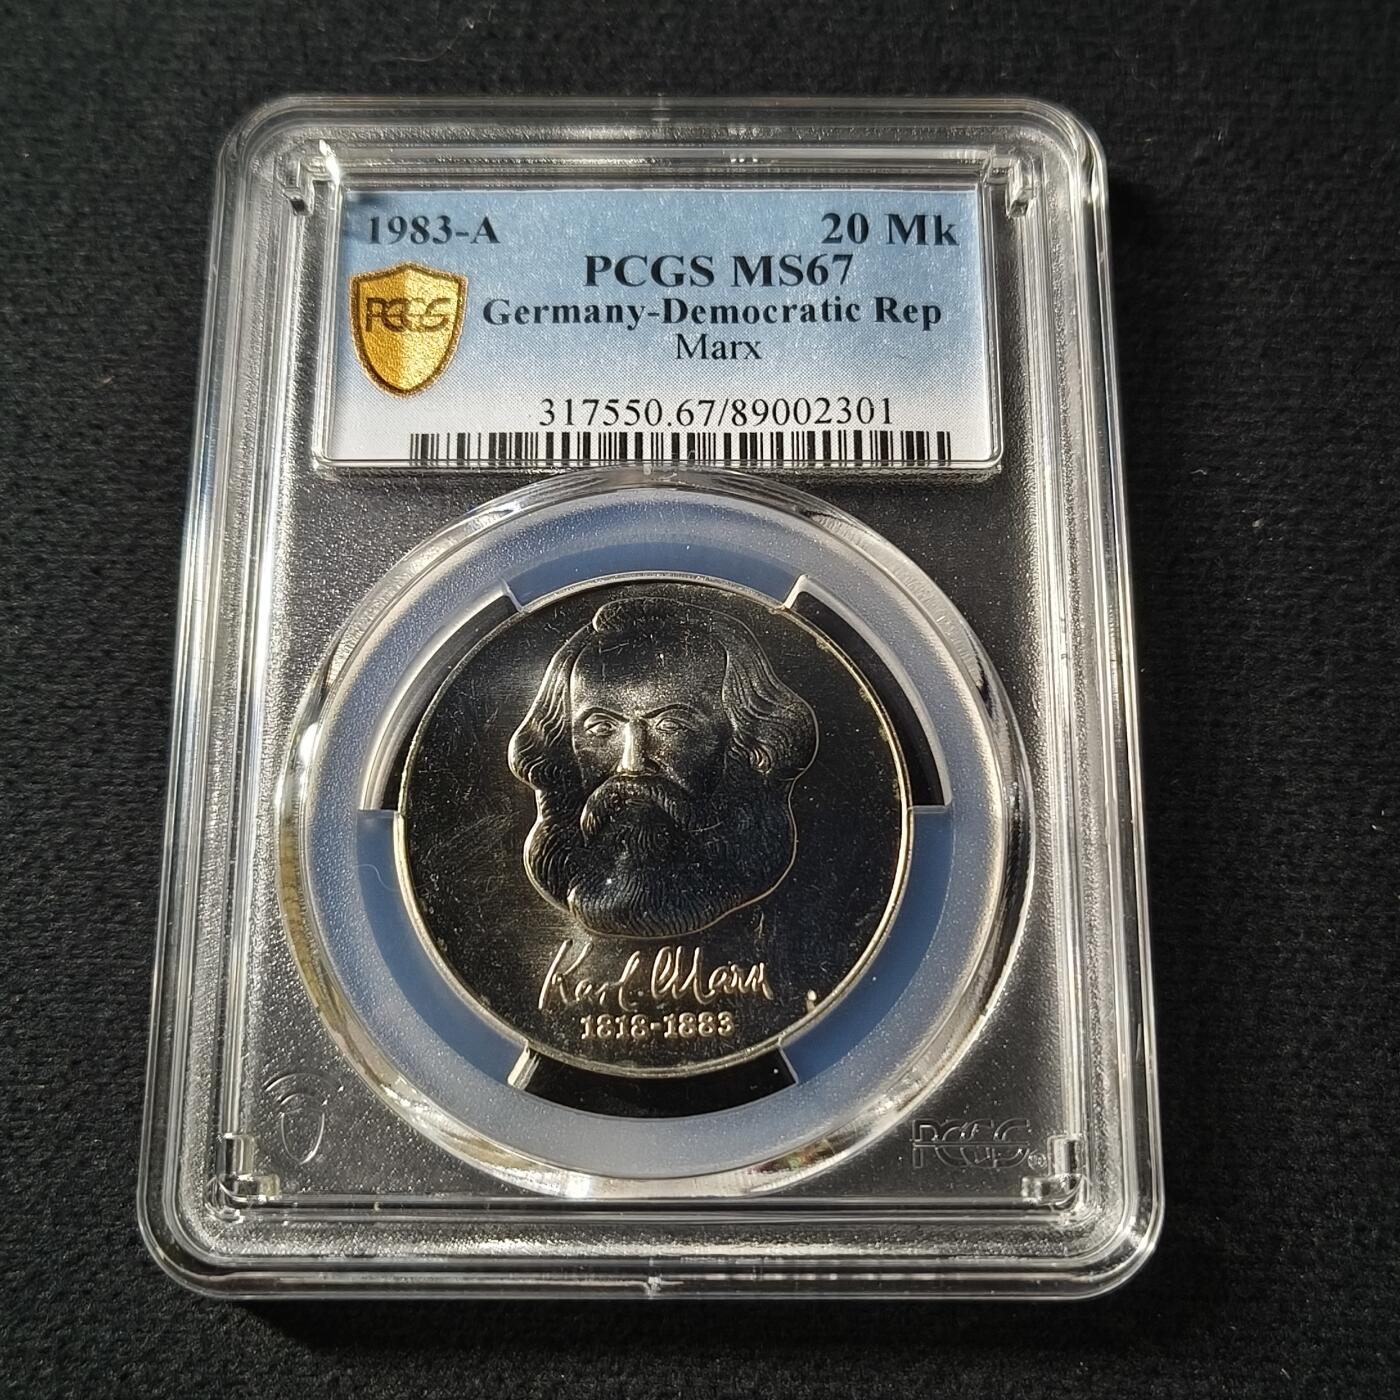 1983-A 20 Mk
PCGS MS67
PCGS
Germany-Democratic Rep
Marx
317550.67/89002301
Karl Marx
1818-1883
PCGS